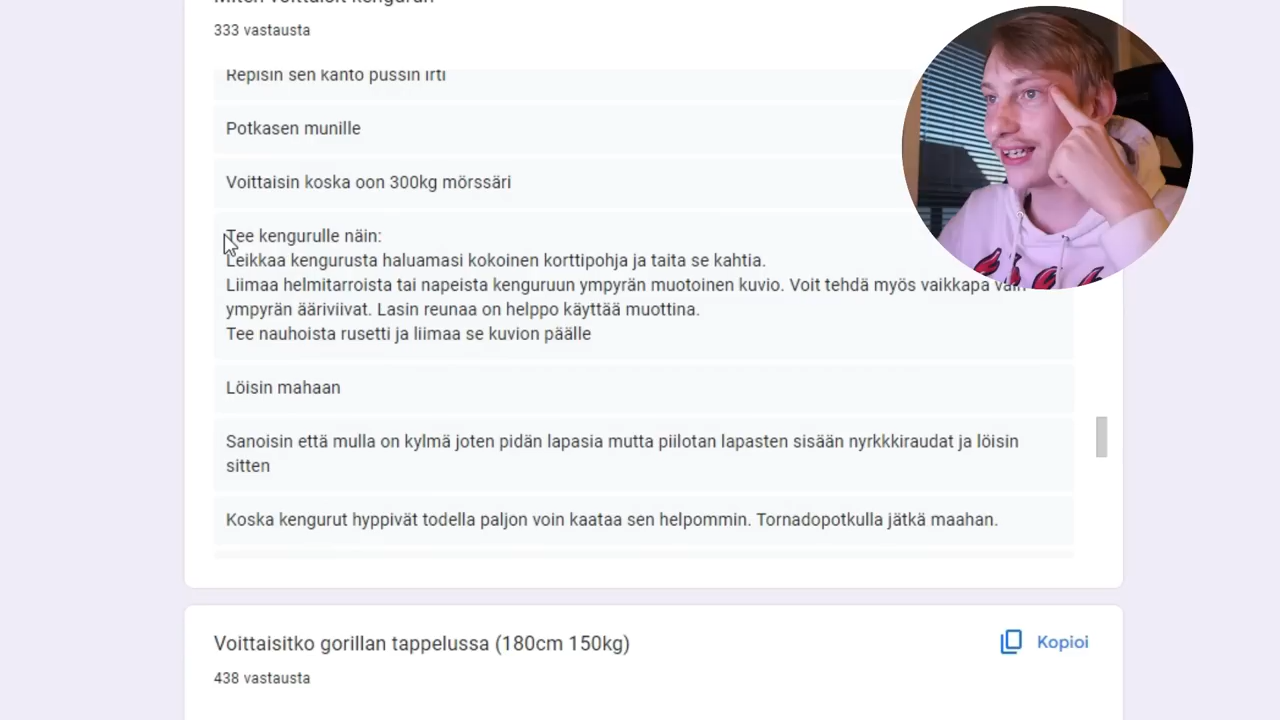 Miten voittaisit kengurun
333 vastausta
Repisin sen kanto pussin irti
Potkasen munille
Voittaisin koska oon 300kg mörssäri
Tee kengurulle näin:
Leikkaa kengurusta haluamasi kokoinen korttipohja ja taita se kahtia.
Liimaa helmitarroista tai napeista kenguruun ympyrän muotoinen kuvio. Voit tehdä myös vaikkapa vain
ympyrän ääriviivat. Lasin reunaa on helppo käyttää muottina.
Tee nauhoista rusetti ja liimaa se kuvion päälle
Löisin mahaan
Sanoisin että mulla on kylmä joten pidän lapasia mutta piilotan lapasten sisään nyrkkkiraudat ja löisin
sitten
Koska kengurut hyppivät todella paljon voin kaataa sen helpommin. Tornadopotkulla jätkä maahan.
Voittaisitko gorillan tappelussa (180cm 150kg)
Kopioi
438 vastausta